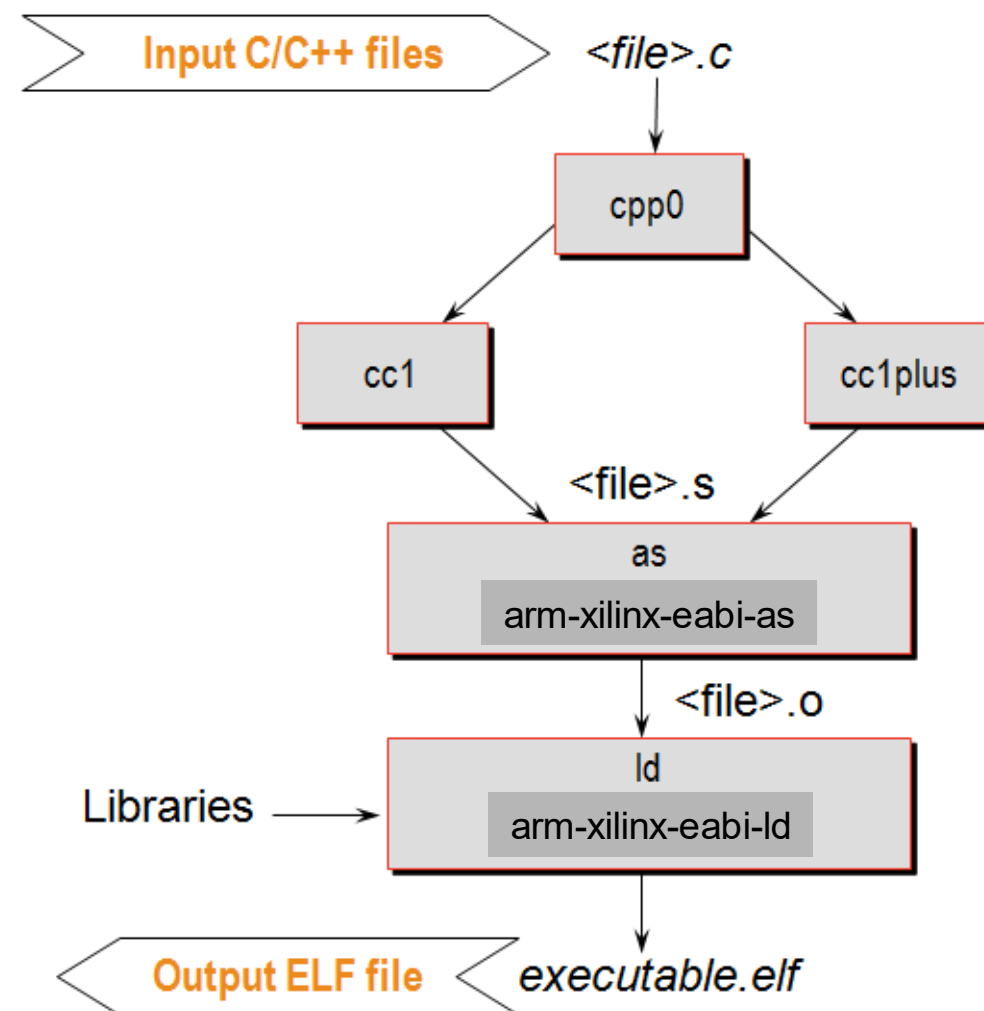 Input C/C++ files
<file>.c
cpp0
cc1
cc1plus
<file>.s
as
arm-xilinx-eabi-as
<file>.o
ld
Libraries
arm-xilinx-eabi-ld
Output ELF file
executable.elf